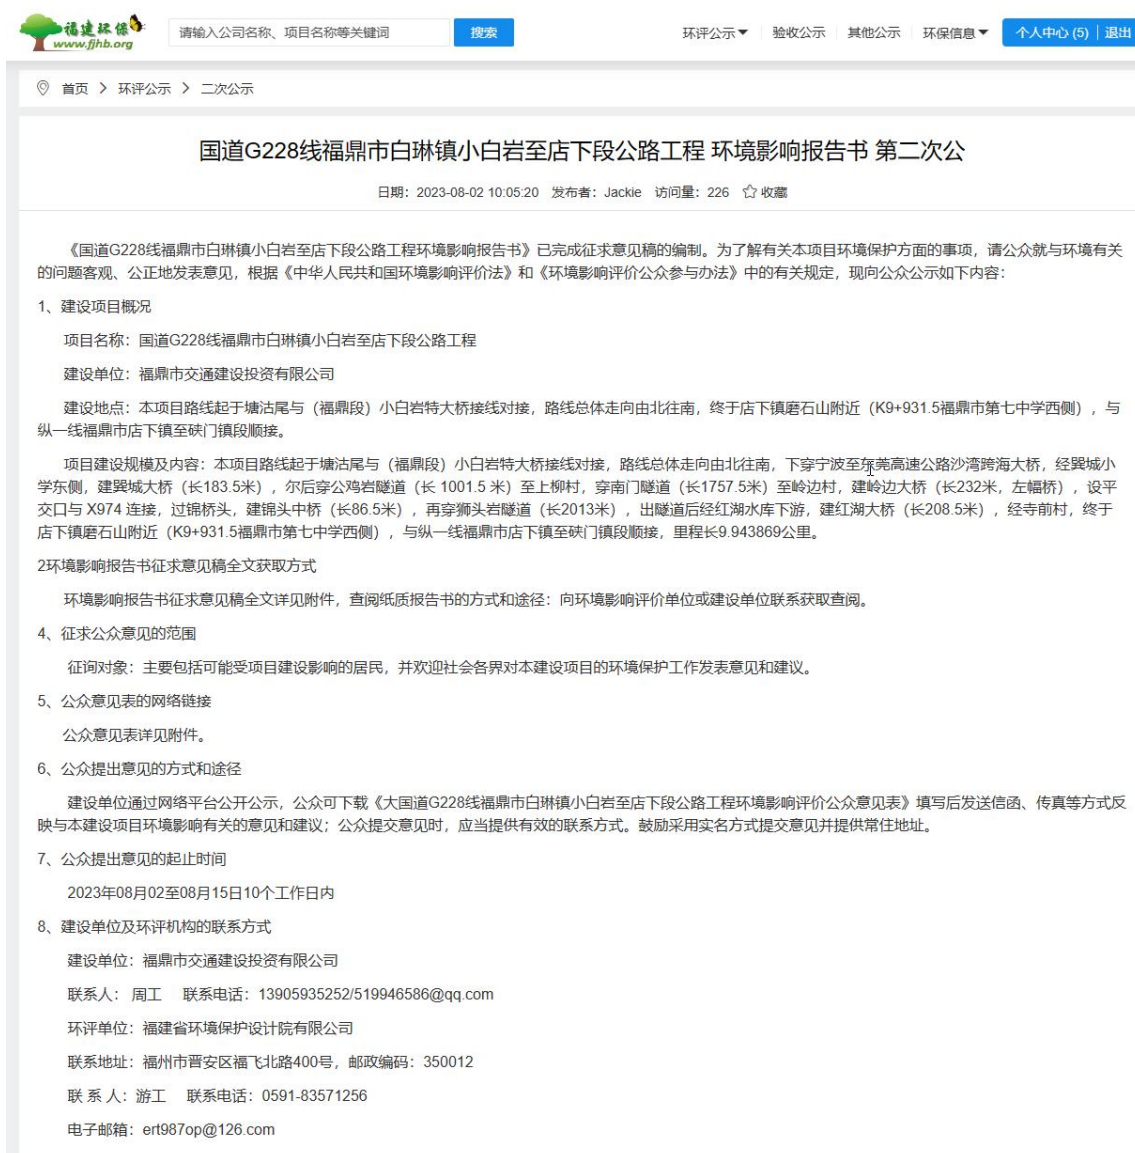 福建环保
www.fjhb.org
请输入公司名称、项目名称等关键词
搜索
环评公示
验收公示
其他公示
环保信息
个人中心 (5) | 退出
首页 > 环评公示 > 二次公示
国道G228线福鼎市白琳镇小白岩至店下段公路工程 环境影响报告书 第二次公
日期：2023-08-02 10:05:20 发布者：Jackie 访问量：226 收藏
《国道G228线福鼎市白琳镇小白岩至店下段公路工程环境影响报告书》已完成征求意见稿的编制。为了解有关本项目环境保护方面的事项，请公众就与环境有关
的问题客观、公正地发表意见，根据《中华人民共和国环境影响评价法》和《环境影响评价公众参与办法》中的有关规定，现向公众公示如下内容：
1、建设项目概况
项目名称：国道G228线福鼎市白琳镇小白岩至店下段公路工程
建设单位：福鼎市交通建设投资有限公司
建设地点：本项目路线起于塘沽尾与（福鼎段）小白岩特大桥接线对接，路线总体走向由北往南，终于店下镇磨石山附近（K9+931.5福鼎市第七中学西侧），与
纵一线福鼎市店下镇至硖门镇段顺接。
项目建设规模及内容：本项目路线起于塘沽尾与（福鼎段）小白岩特大桥接线对接，路线总体走向由北往南，下穿宁波至东莞高速公路沙湾跨海大桥，经巽城小
学东侧，建巽城大桥（长183.5米），尔后穿公鸡岩隧道（长 1001.5 米）至上柳村，穿南门隧道（长1757.5米）至岭边村，建岭边大桥（长232米，左幅桥），设平
交口与 X974 连接，过锦桥头，建锦头中桥（长86.5米），再穿狮头岩隧道（长2013米），出隧道后经红湖水库下游，建红湖大桥（长208.5米），经寺前村，终于
店下镇磨石山附近（K9+931.5福鼎市第七中学西侧），与纵一线福鼎市店下镇至硖门镇段顺接，里程长9.943869公里。
2环境影响报告书征求意见稿全文获取方式
环境影响报告书征求意见稿全文详见附件，查阅纸质报告书的方式和途径：向环境影响评价单位或建设单位联系获取查阅。
4、征求公众意见的范围
征询对象：主要包括可能受项目建设影响的居民，并欢迎社会各界对本建设项目的环境保护工作发表意见和建议。
5、公众意见表的网络链接
公众意见表详见附件。
6、公众提出意见的方式和途径
建设单位通过网络平台公开公示，公众可下载《大国道G228线福鼎市白琳镇小白岩至店下段公路工程环境影响评价公众意见表》填写后发送信函、传真等方式反
映与本建设项目环境影响有关的意见和建议；公众提交意见时，应当提供有效的联系方式。鼓励采用实名方式提交意见并提供常住地址。
7、公众提出意见的起止时间
2023年08月02至08月15日10个工作日内
8、建设单位及环评机构的联系方式
建设单位：福鼎市交通建设投资有限公司
联系人： 周工 联系电话：13905935252/519946586@qq.com
环评单位：福建省环境保护设计院有限公司
联系地址：福州市晋安区福飞北路400号，邮政编码：350012
联 系 人：游工 联系电话：0591-83571256
电子邮箱：ert987op@126.com